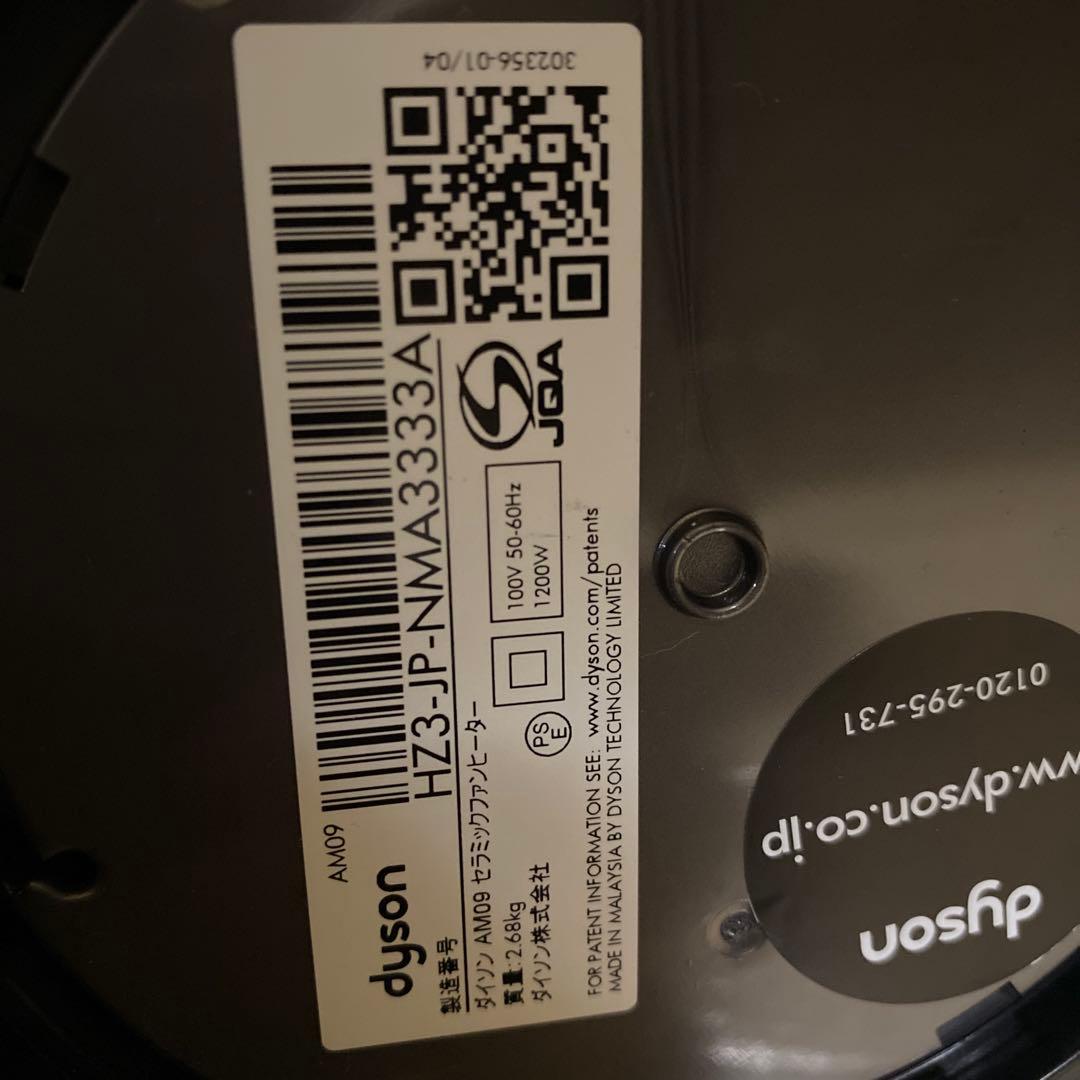 302356-01/04
AM09
dyson
製造番号 HZ3-JP-NMA3333A
ダイソン AM09 セラミックファンヒーター
質量: 2.68kg
ダイソン株式会社
PS
E
100V 50-60Hz
1200W
JQA
FOR PATENT INFORMATION SEE: www.dyson.com/patents
MADE IN MALAYSIA BY DYSON TECHNOLOGY LIMITED
dyson
ww.dyson.co.jp
0120-295-731